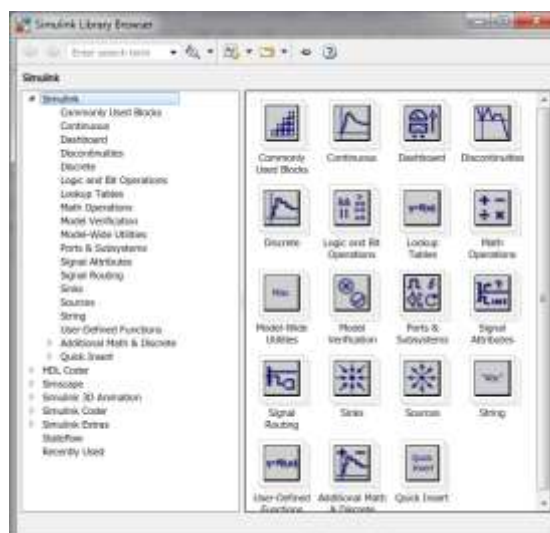 Simulink Library Browser
Enter search term
Simulink
Simulink
Commonly Used Blocks
Continuous
Dashboard
Discontinuities
Discrete
Logic and Bit Operations
Lookup Tables
Math Operations
Model Verification
Model-Wide Utilities
Ports & Subsystems
Signal Attributes
Signal Routing
Sinks
Sources
String
User-Defined Functions
Additional Math & Discrete
Quick Insert
HDL Coder
Simscape
Simulink 3D Animation
Simulink Coder
Simulink Extras
Stateflow
Recently Used
Commonly
Used Blocks
Continuous
Dashboard
Discontinuities
Discrete
Logic and Bit
Operations
y=f(u)
Lookup
Tables
+ -
÷ ×
Math
Operations
Misc
Model-Wide
Utilities
Model
Verification
Ports &
Subsystems
Signal
Attributes
Signal
Routing
Sinks
Sources
String
User-Defined
Functions
Additional Math
& Discrete
Quick
Insert
Quick Insert